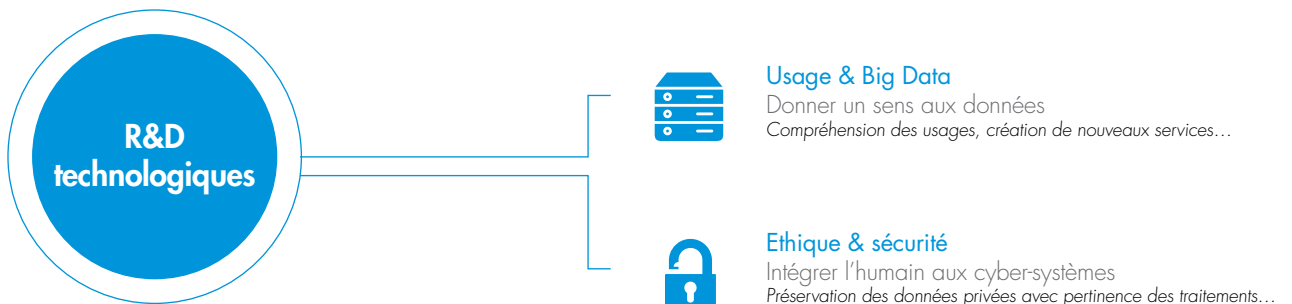 R&D
technologiques
Usage & Big Data
Donner un sens aux données
Compréhension des usages, création de nouveaux services…
Ethique & sécurité
Intégrer l’humain aux cyber-systèmes
Préservation des données privées avec pertinence des traitements…